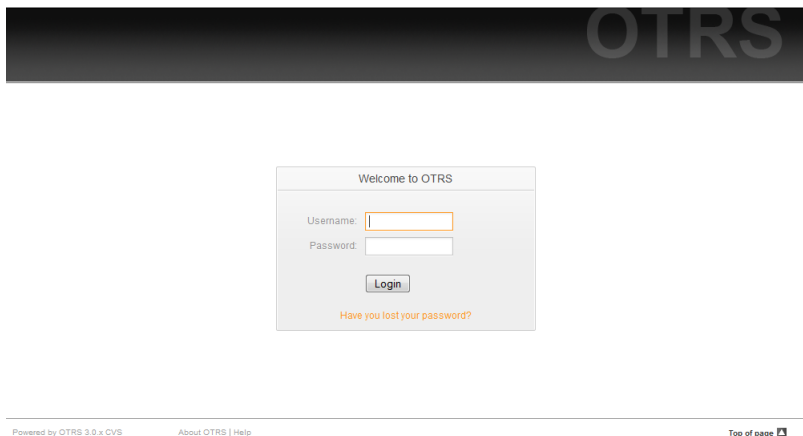 OTRS
Welcome to OTRS
Username:
Password:
Login
Have you lost your password?
Powered by OTRS 3.0.x CVS About OTRS | Help Top of page